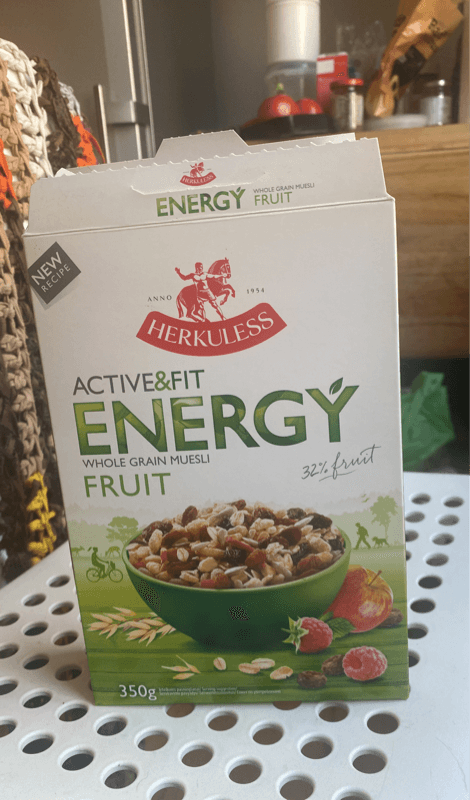 HERKULESS
ENERGY
WHOLE GRAIN MUESLI
FRUIT
NEW
RECIPE
ANNO 1954
HERKULESS
ACTIVE&FIT
ENERGY
WHOLE GRAIN MUESLI
FRUIT
32% fruit
350g